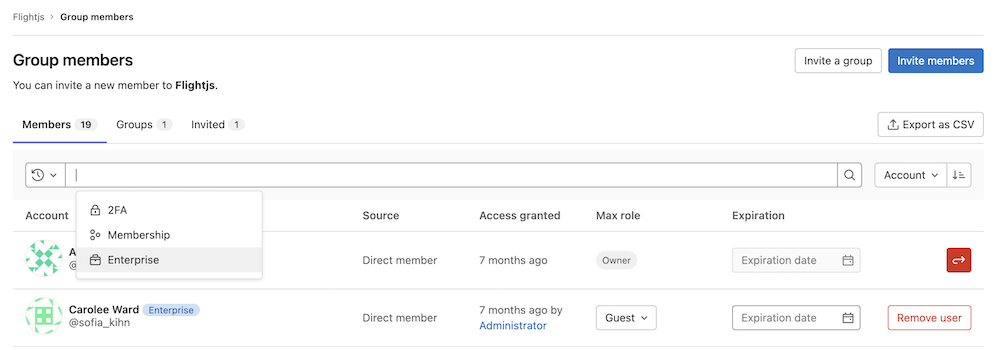 Flightjs › Group members
Group members
Invite a group
Invite members
You can invite a new member to Flightjs.
Members 19 Groups 1 Invited 1
Export as CSV
Account
2FA
Membership
Enterprise
Account Source Access granted Max role Expiration
A
@
Direct member 7 months ago Owner Expiration date
Carolee Ward Enterprise
@sofia_kihn
Direct member
7 months ago by
Administrator
Guest
Expiration date
Remove user